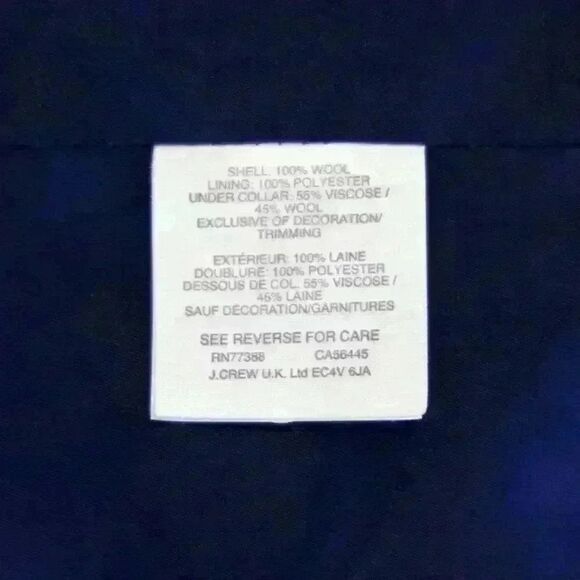 SHELL: 100% WOOL
LINING: 100% POLYESTER
UNDER COLLAR: 55% VISCOSE /
45% WOOL
EXCLUSIVE OF DECORATION/
TRIMMING
EXTÉRIEUR: 100% LAINE
DOUBLURE: 100% POLYESTER
DESSOUS DE COL: 55% VISCOSE /
45% LAINE
SAUF DÉCORATION/GARNITURES
SEE REVERSE FOR CARE
RN77388 CA56445
J.CREW U.K. Ltd EC4V 6JA